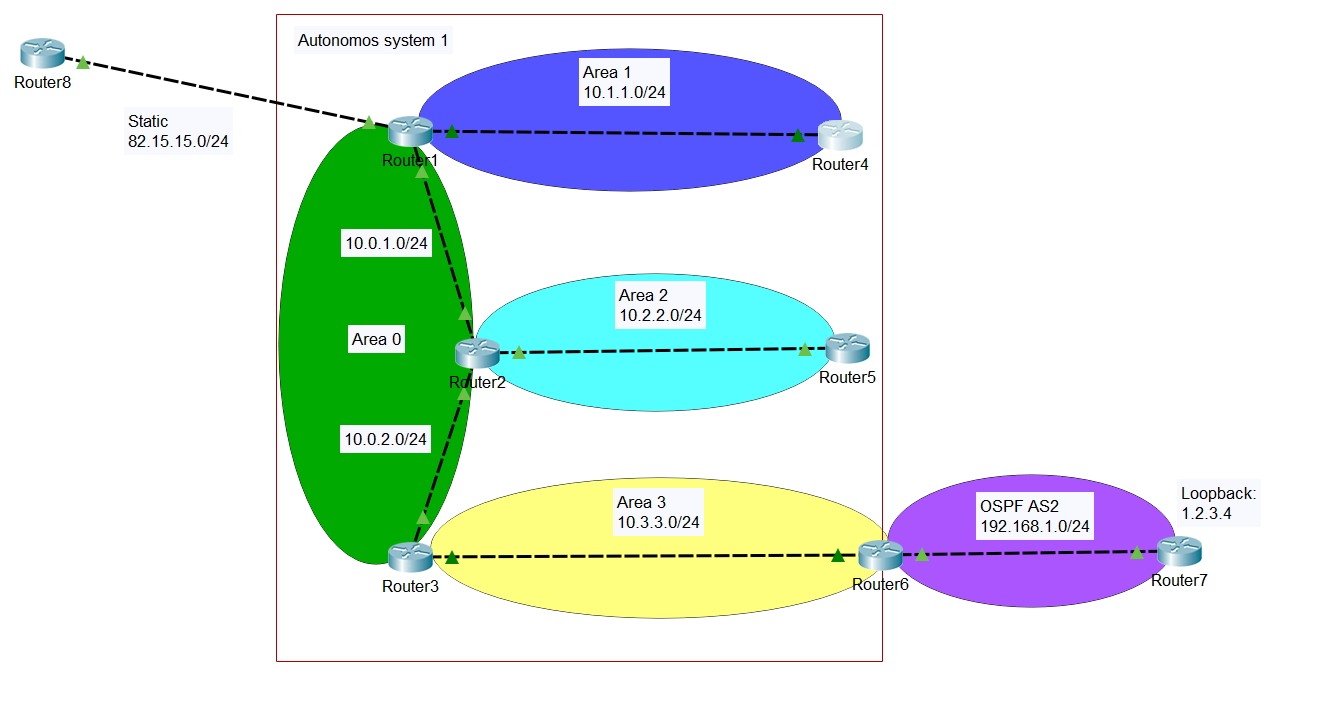 Autonomos system 1
Router8
Static
82.15.15.0/24
Area 1
10.1.1.0/24
Router1
Router4
10.0.1.0/24
Area 0
Area 2
10.2.2.0/24
Router2
Router5
10.0.2.0/24
Area 3
10.3.3.0/24
Router3
Router6
OSPF AS2
192.168.1.0/24
Loopback:
1.2.3.4
Router7